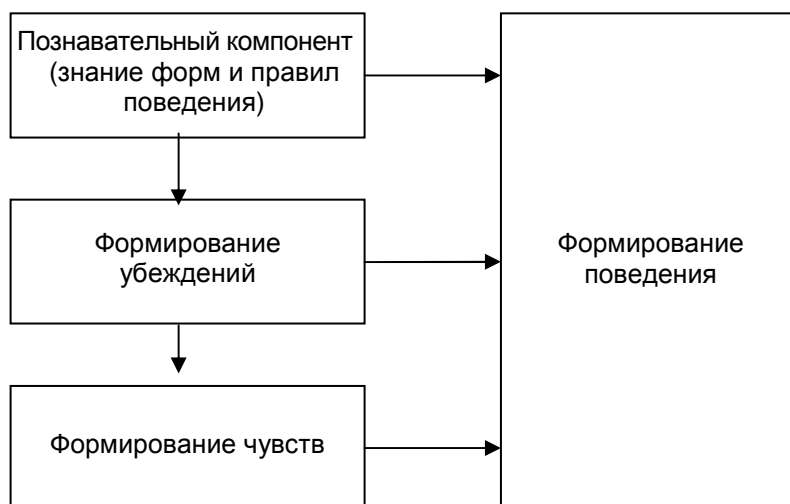 Познавательный компонент
(знание форм и правил
поведения)
Формирование
убеждений
Формирование чувств
Формирование
поведения